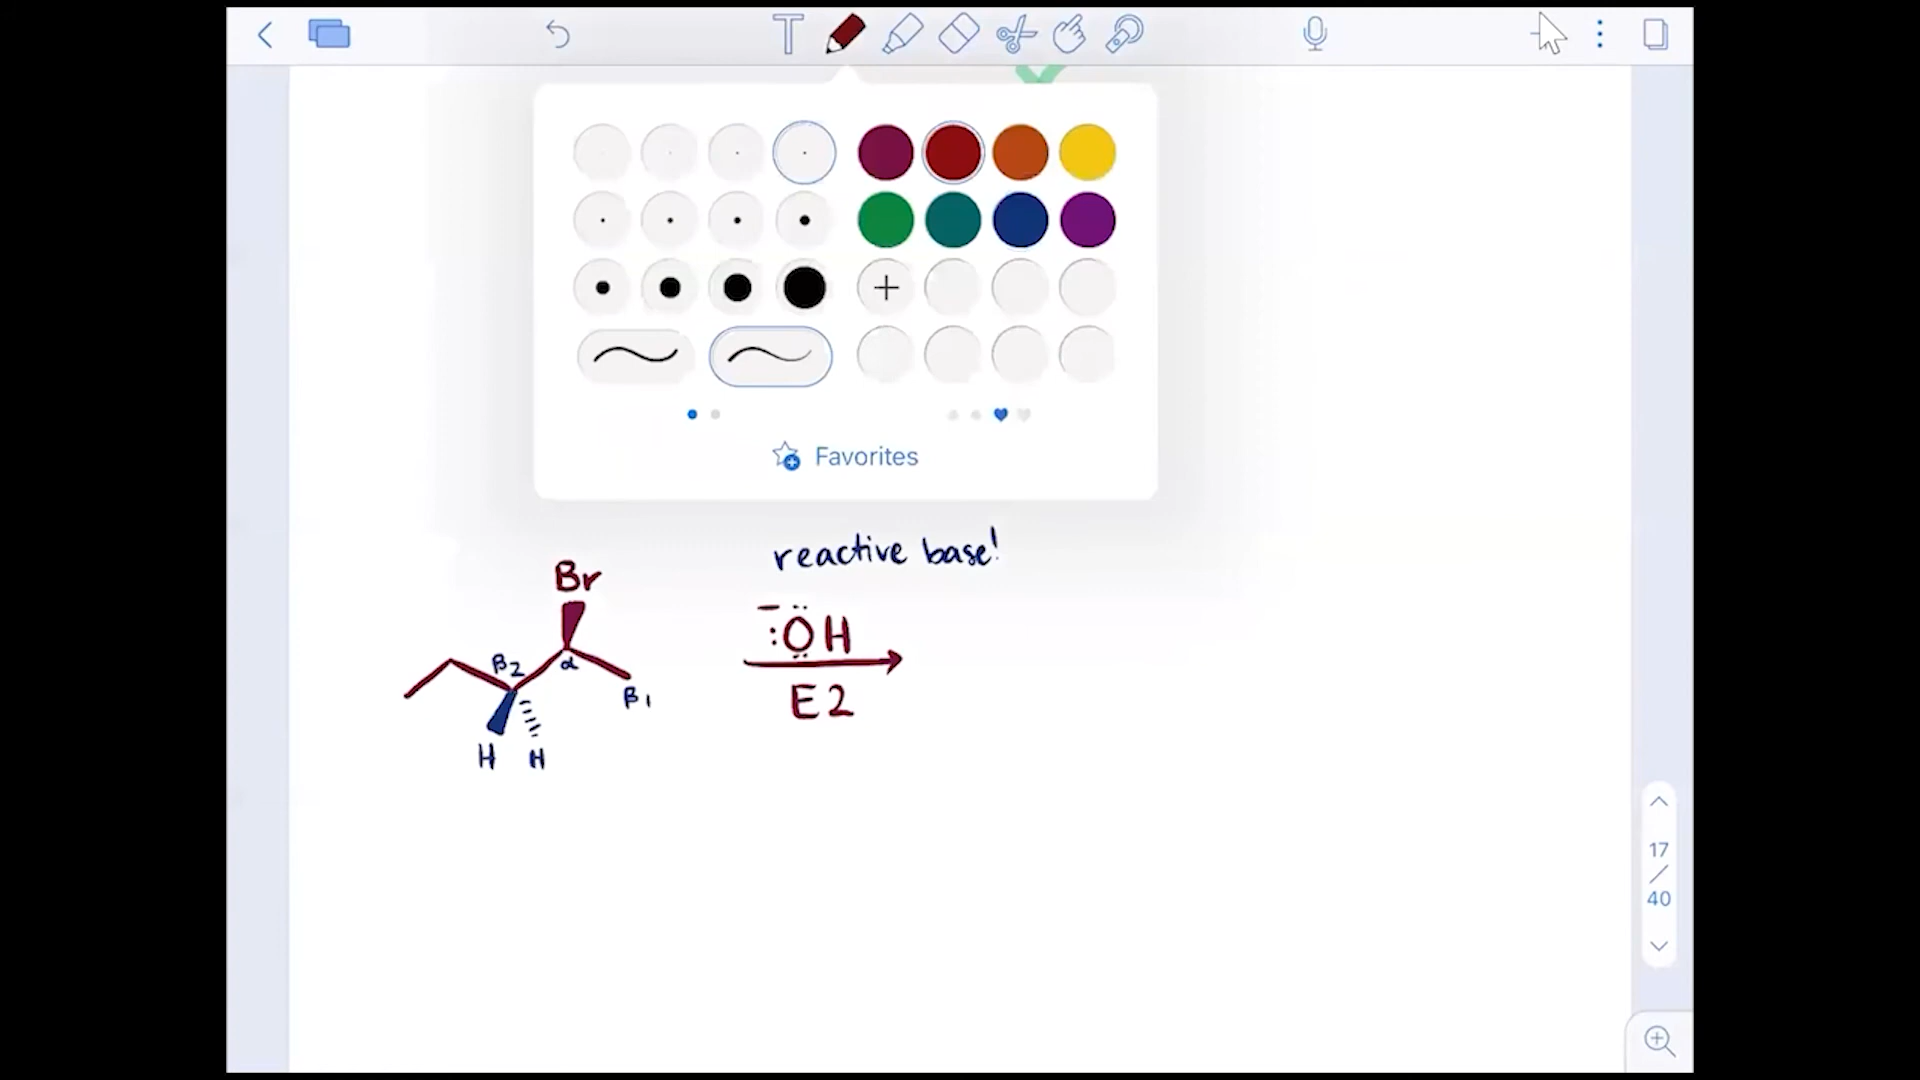 T
Favorites
reactive base!
Br
:ÖH
β2
α
β1
E2
H H
17
/
40